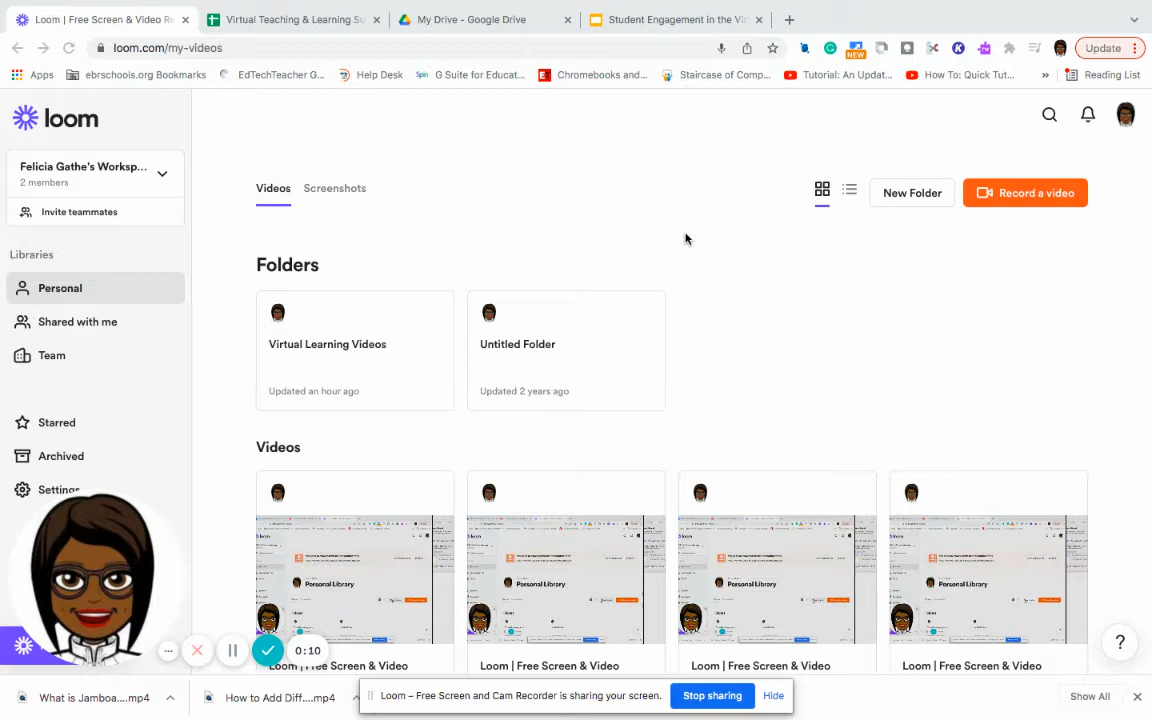 Loom | Free Screen & Video Re
Virtual Teaching & Learning Su
My Drive - Google Drive
Student Engagement in the Vir
loom.com/my-videos
NEW
Update
Apps
ebrschools.org Bookmarks
EdTechTeacher G...
Help Desk
G Suite for Educat...
Chromebooks and...
Staircase of Comp...
Tutorial: An Updat...
How To: Quick Tut...
»
Reading List
loom
Felicia Gathe's Worksp...
2 members
Invite teammates
Videos
Screenshots
New Folder
Record a video
Libraries
Personal
Shared with me
Team
Starred
Archived
Settings
Folders
Virtual Learning Videos
Updated an hour ago
Untitled Folder
Updated 2 years ago
Videos
loom
Personal Library
loom
Personal Library
loom
Personal Library
loom
Personal Library
Loom | Free Screen & Video
Loom | Free Screen & Video
Loom | Free Screen & Video
Loom | Free Screen & Video
0:10
?
What is Jamboa....mp4
How to Add Diff....mp4
Loom – Free Screen and Cam Recorder is sharing your screen.
Stop sharing
Hide
Show All